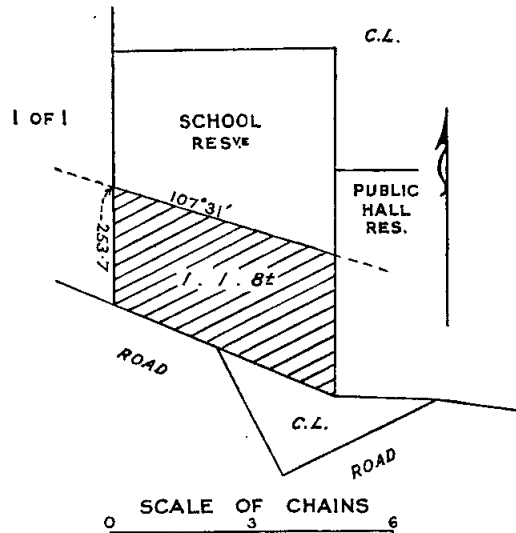 C.L.
1 OF 1
SCHOOL
RESVE
PUBLIC
HALL
RES.
107°31′
253·7
1 . 1 . 8t
ROAD
C.L.
ROAD
SCALE OF CHAINS
0 3 6